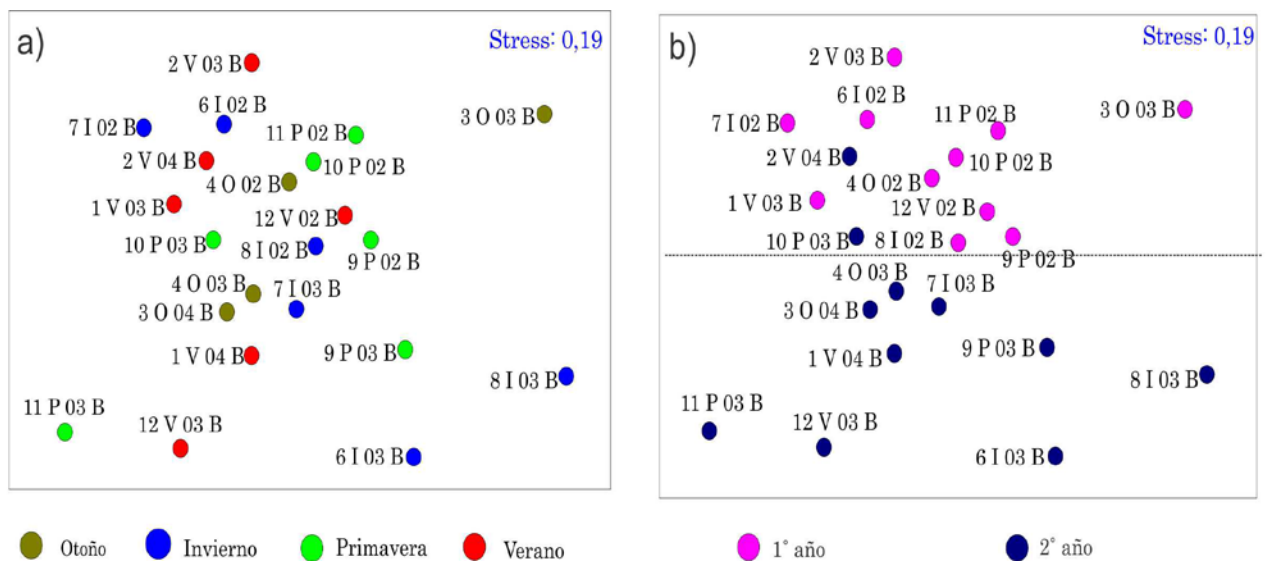 a)
Stress: 0,19
2 V 03 B
6 I 02 B
3 O 03 B
7 I 02 B
11 P 02 B
2 V 04 B
10 P 02 B
4 O 02 B
1 V 03 B
12 V 02 B
10 P 03 B
8 I 02 B
9 P 02 B
4 O 03 B
7 I 03 B
3 O 04 B
1 V 04 B
9 P 03 B
8 I 03 B
11 P 03 B
12 V 03 B
6 I 03 B
Otoño
Invierno
Primavera
Verano
b)
Stress: 0,19
2 V 03 B
6 I 02 B
3 O 03 B
7 I 02 B
11 P 02 B
2 V 04 B
10 P 02 B
4 O 02 B
1 V 03 B
12 V 02 B
10 P 03 B
8 I 02 B
9 P 02 B
4 O 03 B
7 I 03 B
3 O 04 B
1 V 04 B
9 P 03 B
8 I 03 B
11 P 03 B
12 V 03 B
6 I 03 B
1° año
2° año